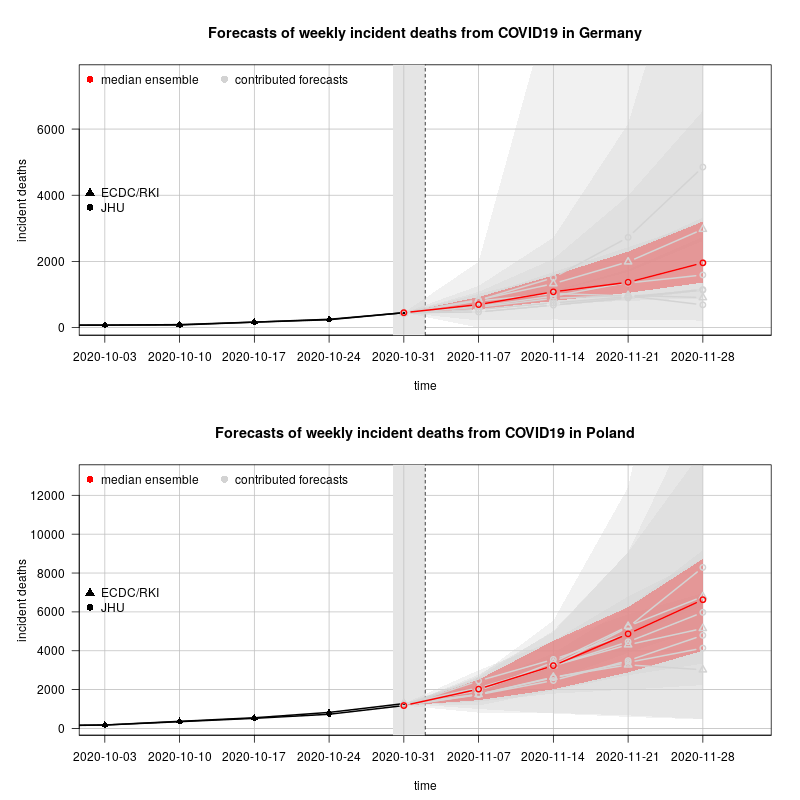 Forecasts of weekly incident deaths from COVID19 in Germany
median ensemble contributed forecasts
6000
ECDC/RKI
4000
JHU
incident deaths
2000
0
2020-10-03 2020-10-10 2020-10-17 2020-10-24 2020-10-31 2020-11-07 2020-11-14 2020-11-21 2020-11-28
time
Forecasts of weekly incident deaths from COVID19 in Poland
median ensemble contributed forecasts
12000
10000
8000
ECDC/RKI
JHU
6000
incident deaths
4000
2000
0
2020-10-03 2020-10-10 2020-10-17 2020-10-24 2020-10-31 2020-11-07 2020-11-14 2020-11-21 2020-11-28
time